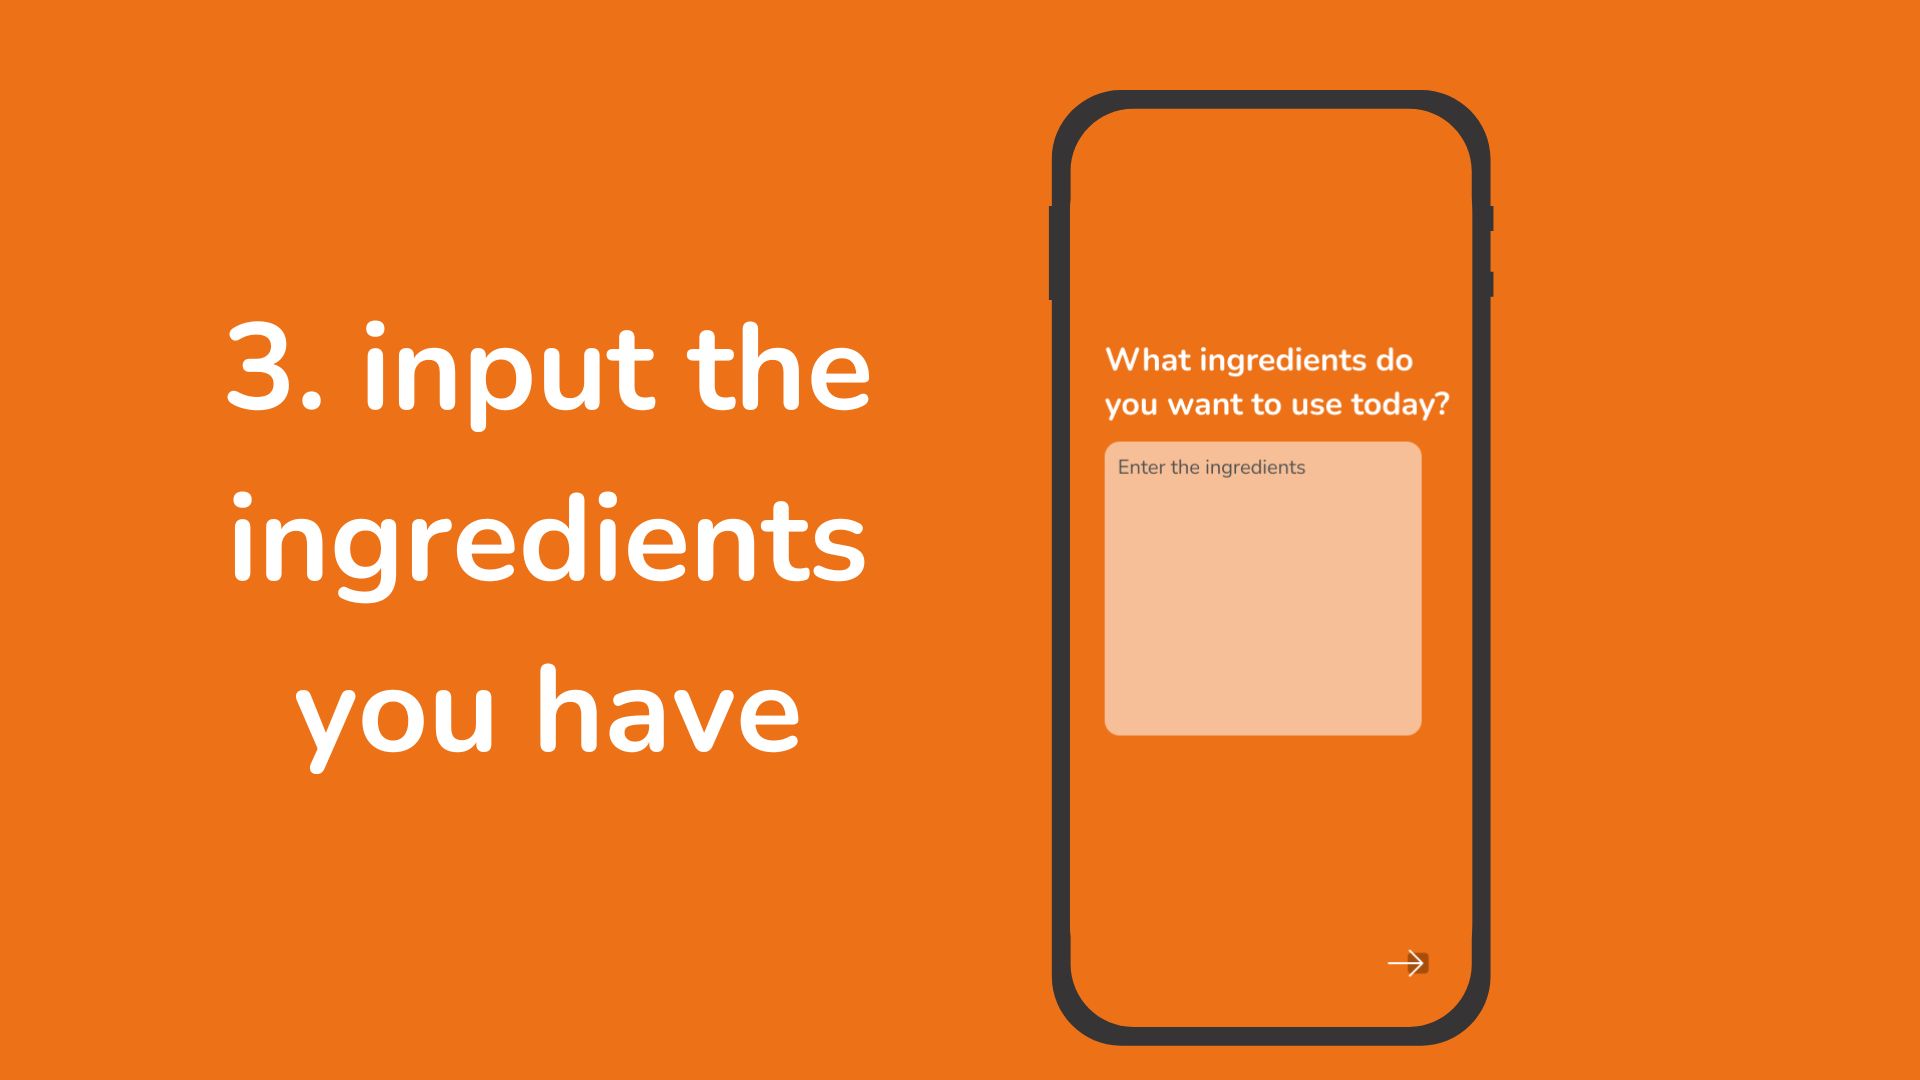 3. input the
ingredients
you have
What ingredients do
you want to use today?
Enter the ingredients